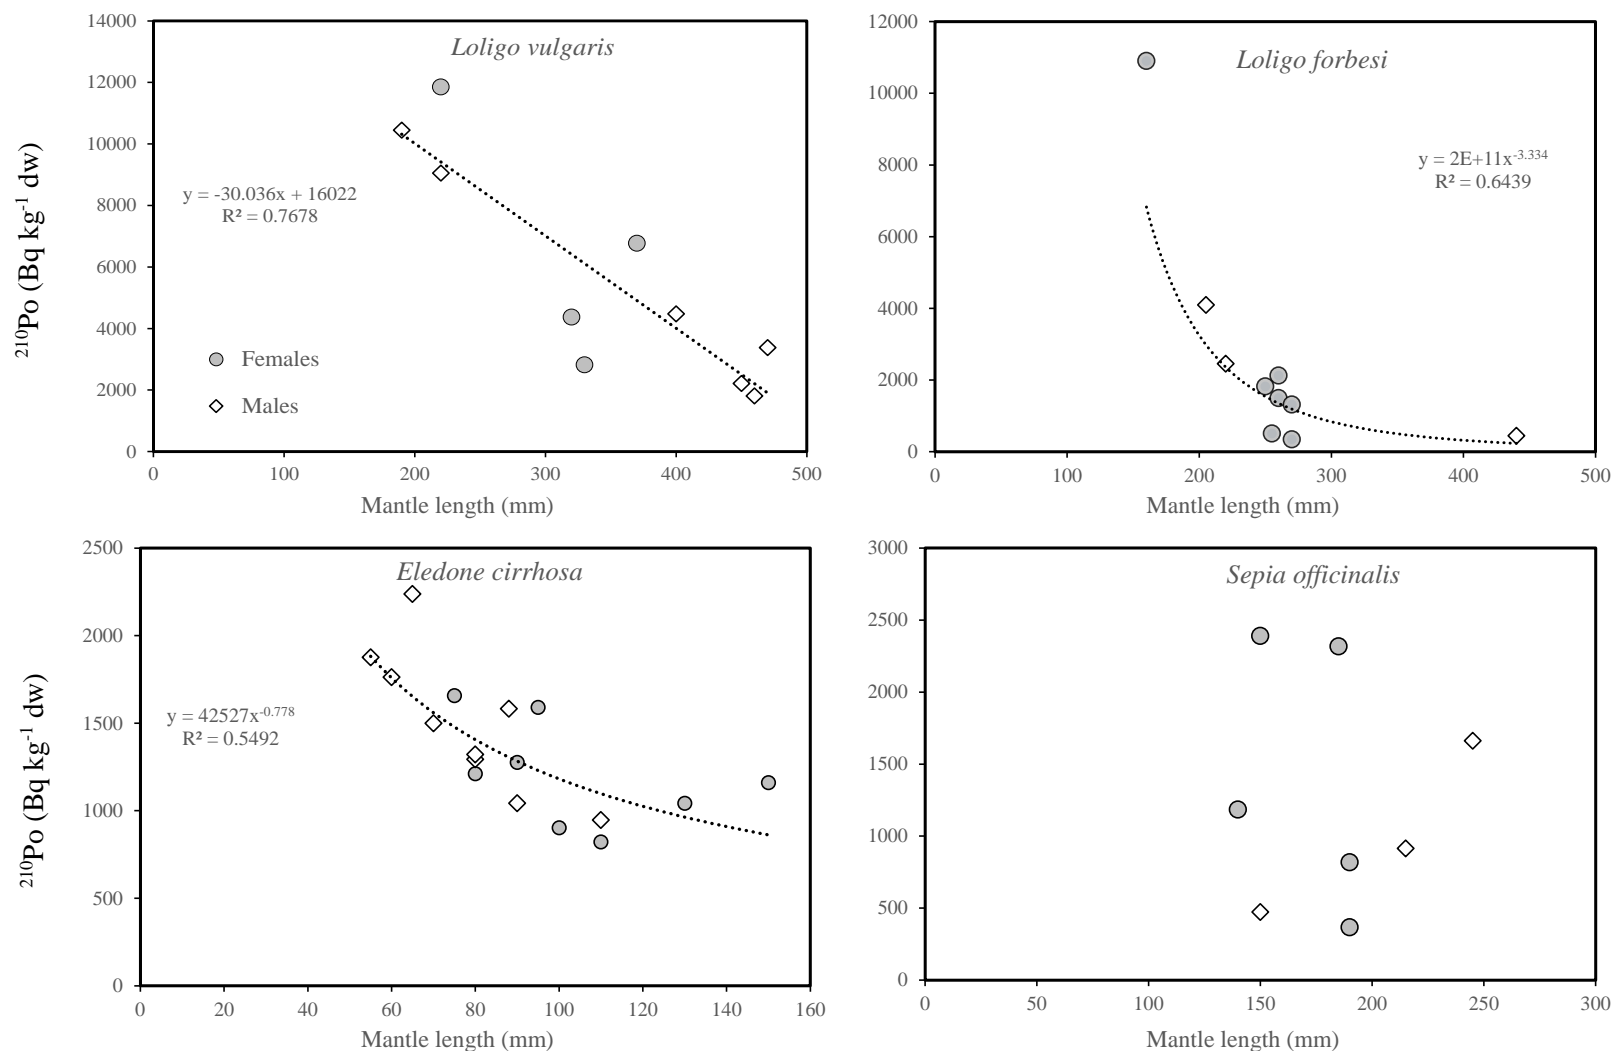 Loligo vulgaris
²¹⁰Po (Bq kg⁻¹ dw)
14000
12000
10000
8000
6000
4000
2000
0
y = -30.036x + 16022
R² = 0.7678
Females
Males
0 100 200 300 400 500
Mantle length (mm)
Loligo forbesi
12000
10000
8000
6000
4000
2000
0
y = 2E+11x⁻³·³³⁴
R² = 0.6439
0 100 200 300 400 500
Mantle length (mm)
Eledone cirrhosa
²¹⁰Po (Bq kg⁻¹ dw)
2500
2000
1500
1000
500
0
y = 42527x⁻⁰·⁷⁷⁸
R² = 0.5492
0 20 40 60 80 100 120 140 160
Mantle length (mm)
Sepia officinalis
3000
2500
2000
1500
1000
500
0
0 50 100 150 200 250 300
Mantle length (mm)